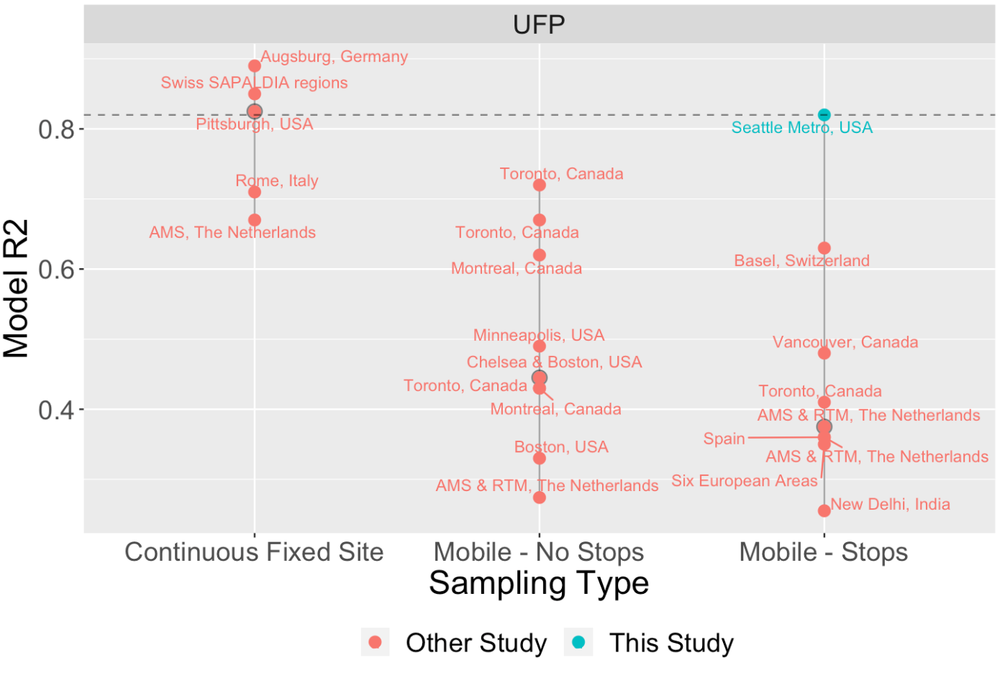 UFP
Model R2
0.8
0.6
0.4
Augsburg, Germany
Swiss SAPALDIA regions
Pittsburgh, USA
Rome, Italy
AMS, The Netherlands
Toronto, Canada
Toronto, Canada
Montreal, Canada
Minneapolis, USA
Chelsea & Boston, USA
Toronto, Canada
Montreal, Canada
Boston, USA
AMS & RTM, The Netherlands
Seattle Metro, USA
Basel, Switzerland
Vancouver, Canada
Toronto, Canada
AMS & RTM, The Netherlands
Spain
AMS & RTM, The Netherlands
Six European Areas
New Delhi, India
Continuous Fixed Site
Mobile - No Stops
Mobile - Stops
Sampling Type
Other Study
This Study